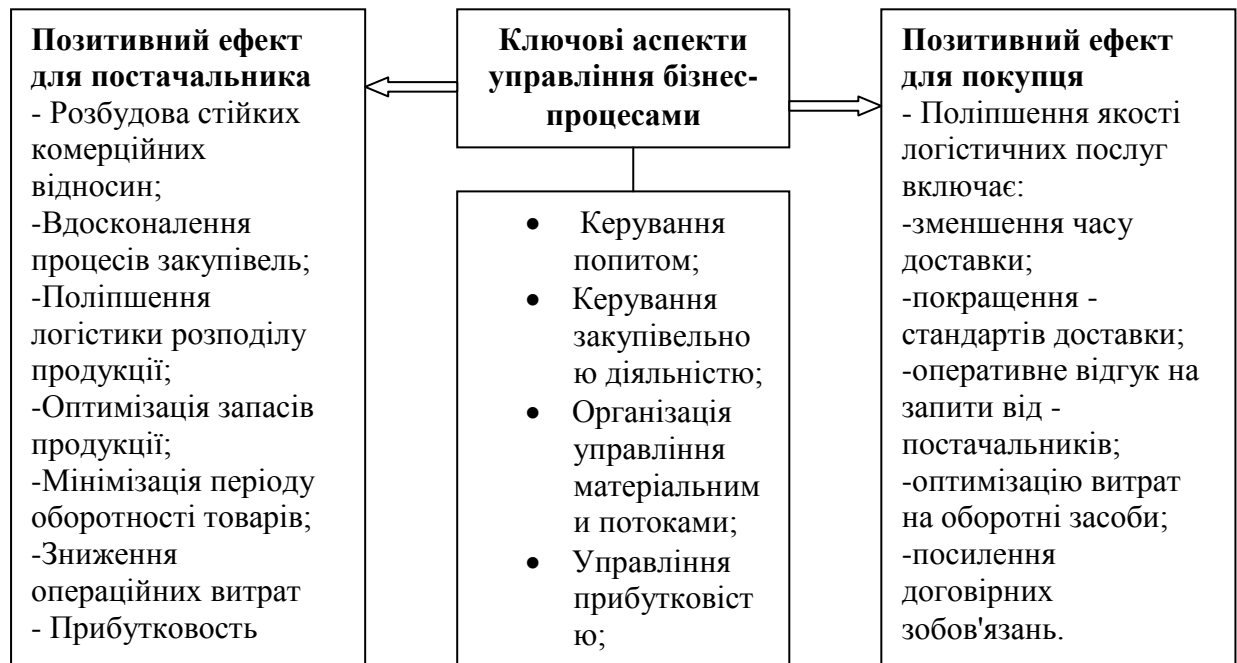 Позитивний ефект
для постачальника
- Розбудова стійких
комерційних
відносин;
-Вдосконалення
процесів закупівель;
-Поліпшення
логістики розподілу
продукції;
-Оптимізація запасів
продукції;
-Мінімізація періоду
оборотності товарів;
-Зниження
операційних витрат
- Прибутковость
Ключові аспекти
управління бізнес-
процесами
• Керування
попитом;
• Керування
закупівельно
ю діяльністю;
• Організація
управління
матеріальним
и потоками;
• Управління
прибутковіст
ю;
Позитивний ефект
для покупця
- Поліпшення якості
логістичних послуг
включає:
-зменшення часу
доставки;
-покращення -
стандартів доставки;
-оперативне відгук на
запити від -
постачальників;
-оптимізацію витрат
на оборотні засоби;
-посилення
договірних
зобов'язань.